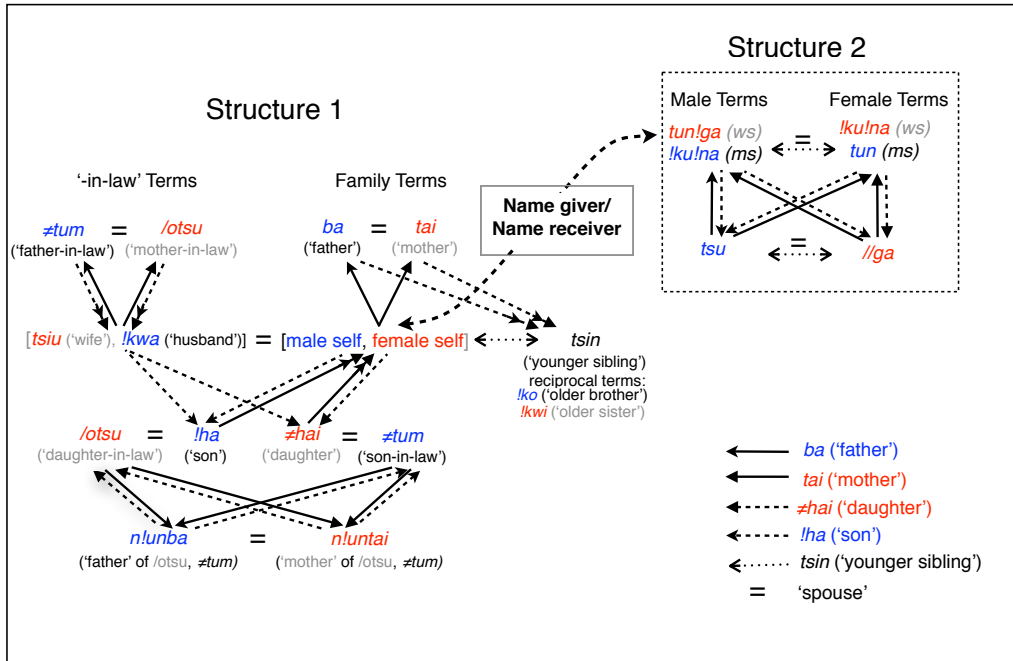 Structure 2
Structure 1
Male Terms
Female Terms
tun!ga (ws)
!ku!na (ms)
=
!ku!na (ws)
tun (ms)
tsu
=
//ga
'-in-law' Terms
Family Terms
Name giver/
Name receiver
≠tum
=
/otsu
('father-in-law')
('mother-in-law')
ba
=
tai
('father')
('mother')
[tsiu ('wife'), !kwa ('husband')] = [male self, female self]
tsin
('younger sibling')
reciprocal terms:
!ko ('older brother')
!kwi ('older sister')
/otsu
=
!ha
≠hai
=
≠tum
('daughter-in-law')
('son')
('daughter')
('son-in-law')
n!unba
=
n!untai
('father' of /otsu, ≠tum)
('mother' of /otsu, ≠tum)
ba ('father')
tai ('mother')
≠hai ('daughter')
!ha ('son')
tsin ('younger sibling')
= 'spouse'